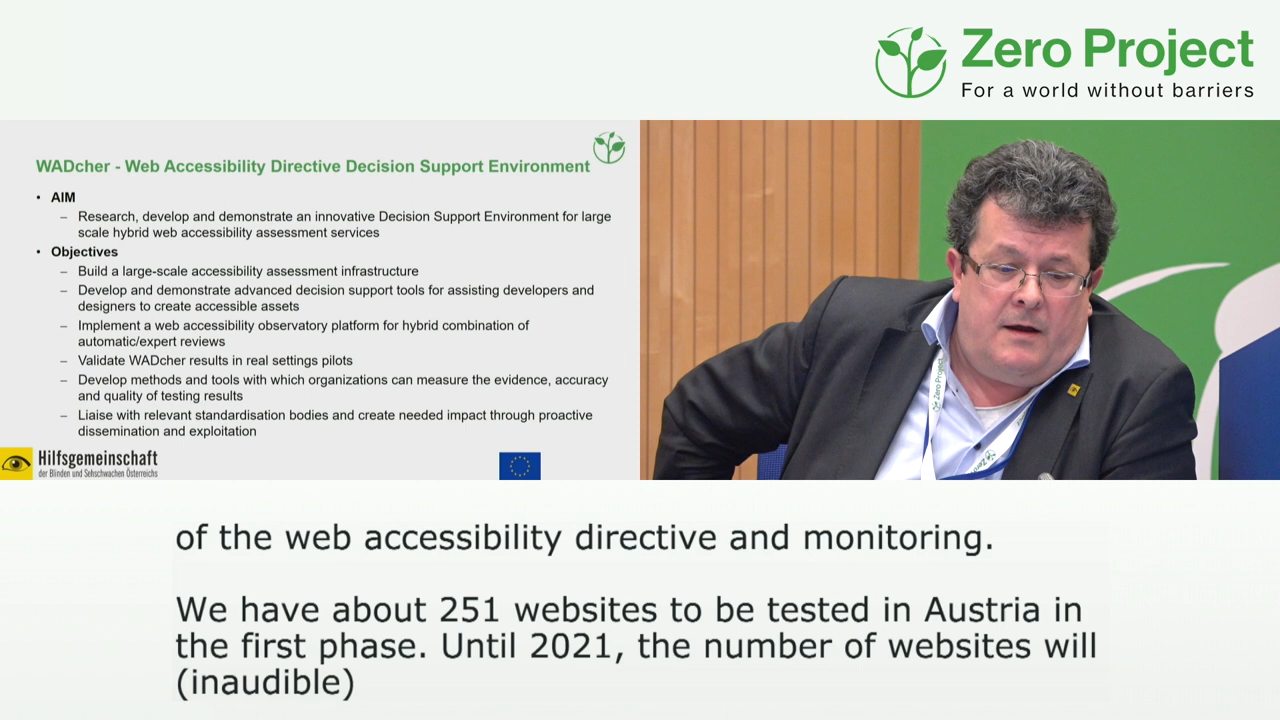 Zero Project
For a world without barriers
WADcher - Web Accessibility Directive Decision Support Environment
• AIM
– Research, develop and demonstrate an innovative Decision Support Environment for large
scale hybrid web accessibility assessment services
• Objectives
– Build a large-scale accessibility assessment infrastructure
– Develop and demonstrate advanced decision support tools for assisting developers and
designers to create accessible assets
– Implement a web accessibility observatory platform for hybrid combination of
automatic/expert reviews
– Validate WADcher results in real settings pilots
– Develop methods and tools with which organizations can measure the evidence, accuracy
and quality of testing results
– Liaise with relevant standardisation bodies and create needed impact through proactive
dissemination and exploitation
Hilfsgemeinschaft
der Blinden und Sehschwachen Österreichs
Zero Project
Zero
of the web accessibility directive and monitoring.
We have about 251 websites to be tested in Austria in
the first phase. Until 2021, the number of websites will
(inaudible)